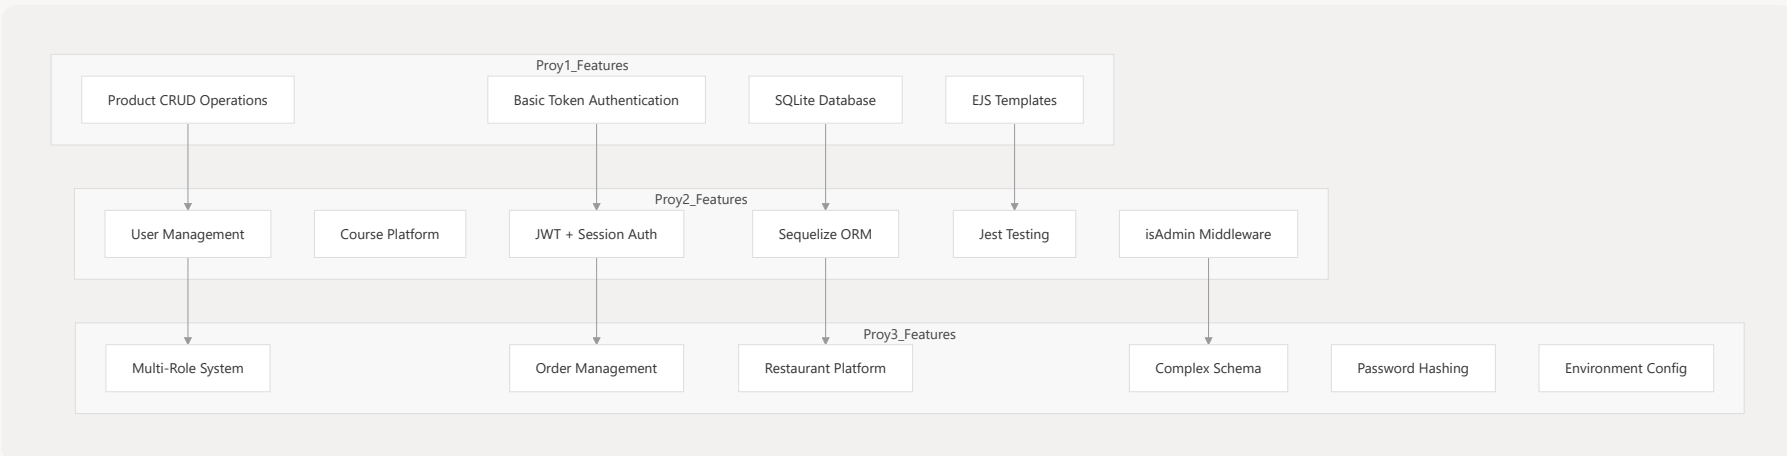 Proy1_Features
Product CRUD Operations
Basic Token Authentication
SQLite Database
EJS Templates
Proy2_Features
User Management
Course Platform
JWT + Session Auth
Sequelize ORM
Jest Testing
isAdmin Middleware
Proy3_Features
Multi-Role System
Order Management
Restaurant Platform
Complex Schema
Password Hashing
Environment Config